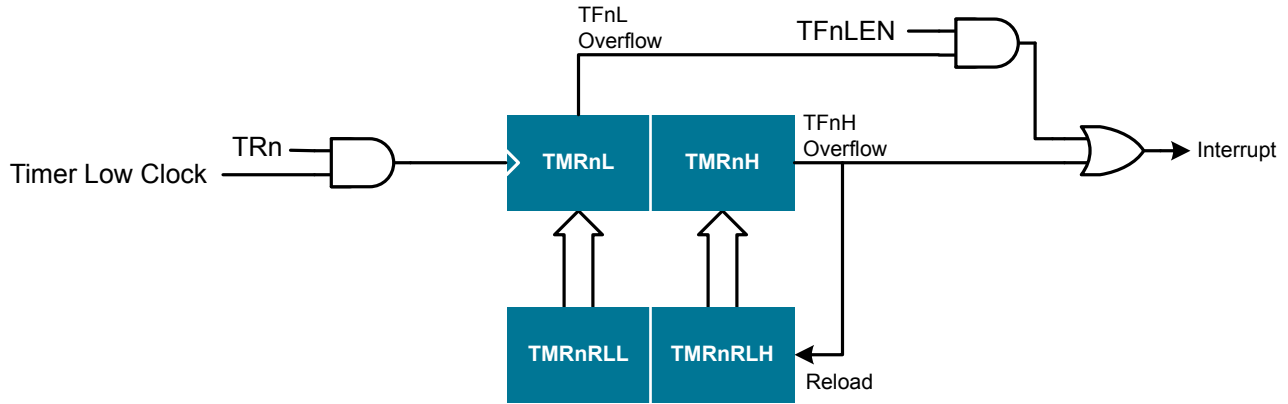 TFnL
Overflow
TFnLEN
TRn
Timer Low Clock
TMRnL
TMRnH
TFnH
Overflow
Interrupt
TMRnRLL
TMRnRLH
Reload